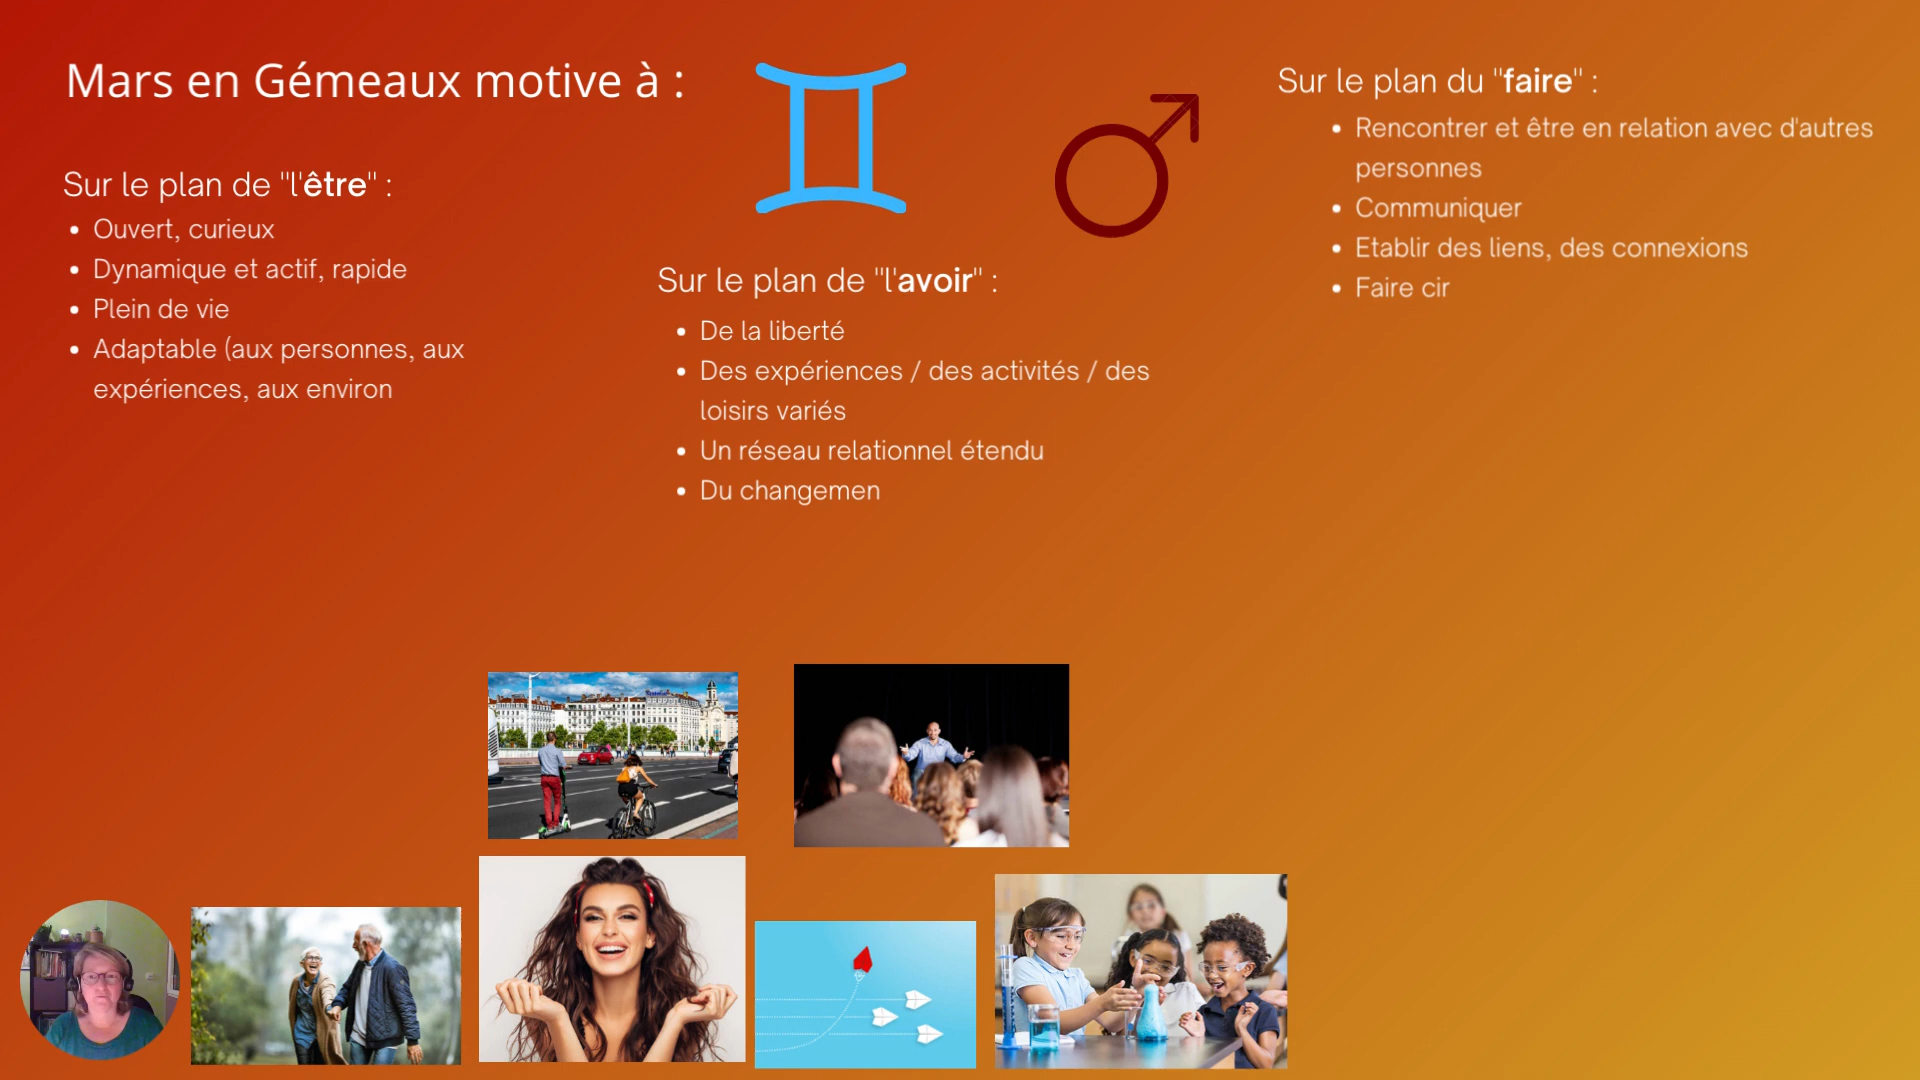 Mars en Gémeaux motive à :
Sur le plan de "l'être" :
Ouvert, curieux
Dynamique et actif, rapide
Plein de vie
Adaptable (aux personnes, aux
expériences, aux environ
Sur le plan de "l'avoir" :
De la liberté
Des expériences / des activités / des
loisirs variés
Un réseau relationnel étendu
Du changemen
Sur le plan du "faire" :
Rencontrer et être en relation avec d'autres
personnes
Communiquer
Etablir des liens, des connexions
Faire cir